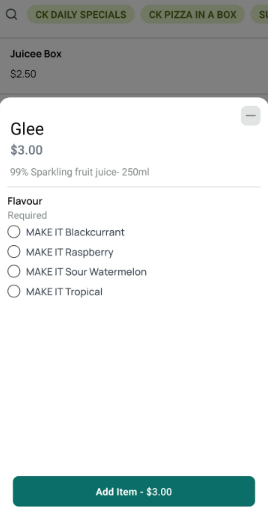 CK DAILY SPECIALS
CK PIZZA IN A BOX
Juicee Box
$2.50
Glee
$3.00
99% Sparkling fruit juice- 250ml
Flavour
Required
MAKE IT Blackcurrant
MAKE IT Raspberry
MAKE IT Sour Watermelon
MAKE IT Tropical
Add Item - $3.00